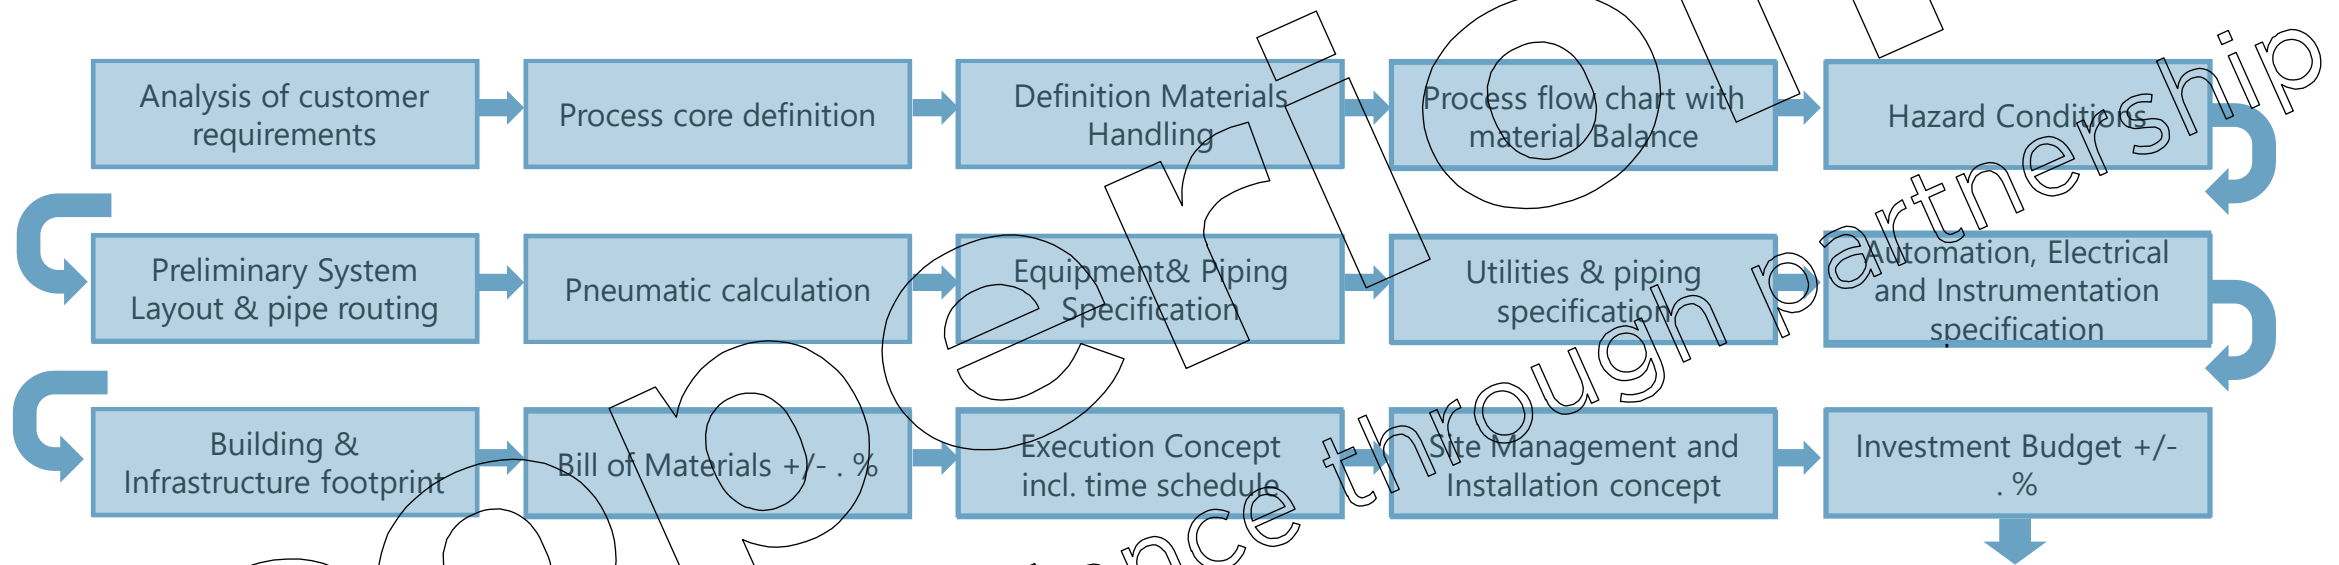 Analysis of customer
requirements
Process core definition
Definition Materials
Handling
Process flow chart with
material Balance
Hazard Conditions
Preliminary System
Layout & pipe routing
Pneumatic calculation
Equipment& Piping
Specification
Utilities & piping
specification
Automation, Electrical
and Instrumentation
specification
Building &
Infrastructure footprint
Bill of Materials +/- . %
Execution Concept
incl. time schedule
Site Management and
Installation concept
Investment Budget +/-
. %
through partnership